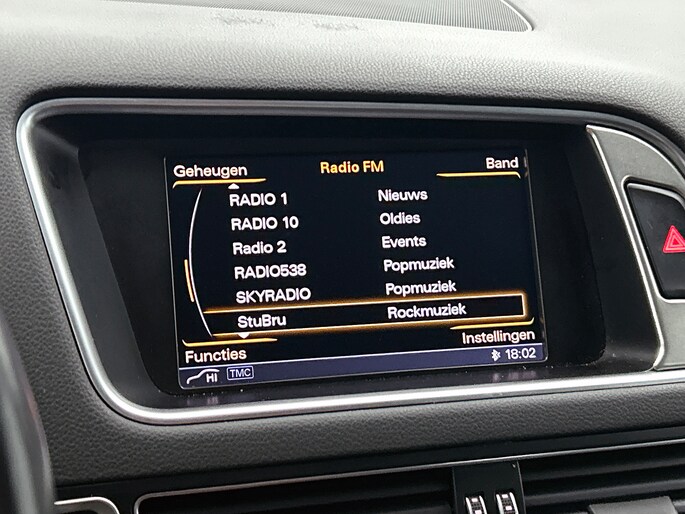 Geheugen Radio FM Band
RADIO 1 Nieuws
RADIO 10 Oldies
Radio 2 Events
RADIO538 Popmuziek
SKYRADIO Popmuziek
StuBru Rockmuziek
Functies Instellingen
HI TMC 18:02